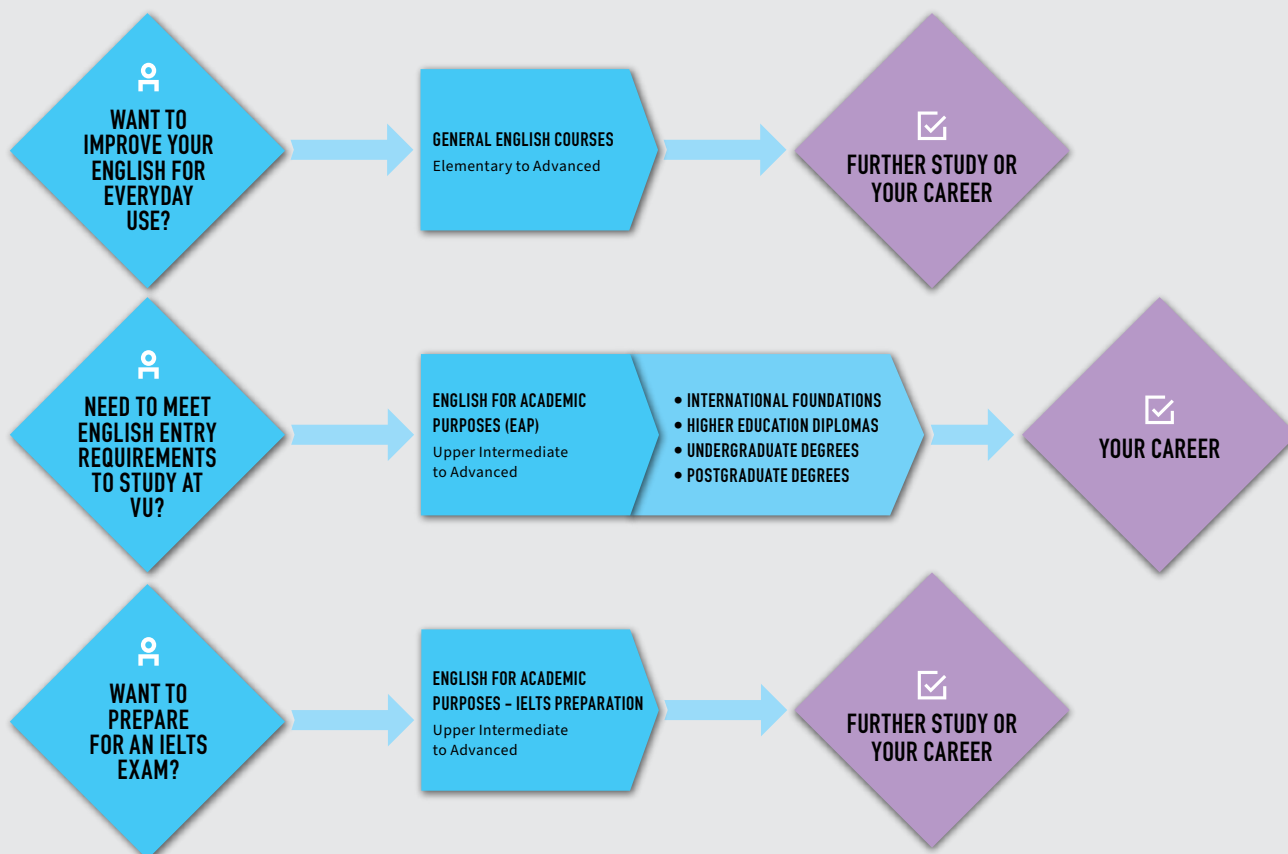 WANT TO
IMPROVE YOUR
ENGLISH FOR
EVERYDAY
USE?
GENERAL ENGLISH COURSES
Elementary to Advanced
FURTHER STUDY OR
YOUR CAREER
NEED TO MEET
ENGLISH ENTRY
REQUIREMENTS
TO STUDY AT
VU?
ENGLISH FOR ACADEMIC
PURPOSES (EAP)
Upper Intermediate
to Advanced
• INTERNATIONAL FOUNDATIONS
• HIGHER EDUCATION DIPLOMAS
• UNDERGRADUATE DEGREES
• POSTGRADUATE DEGREES
YOUR CAREER
WANT TO
PREPARE
FOR AN IELTS
EXAM?
ENGLISH FOR ACADEMIC
PURPOSES – IELTS PREPARATION
Upper Intermediate
to Advanced
FURTHER STUDY OR
YOUR CAREER